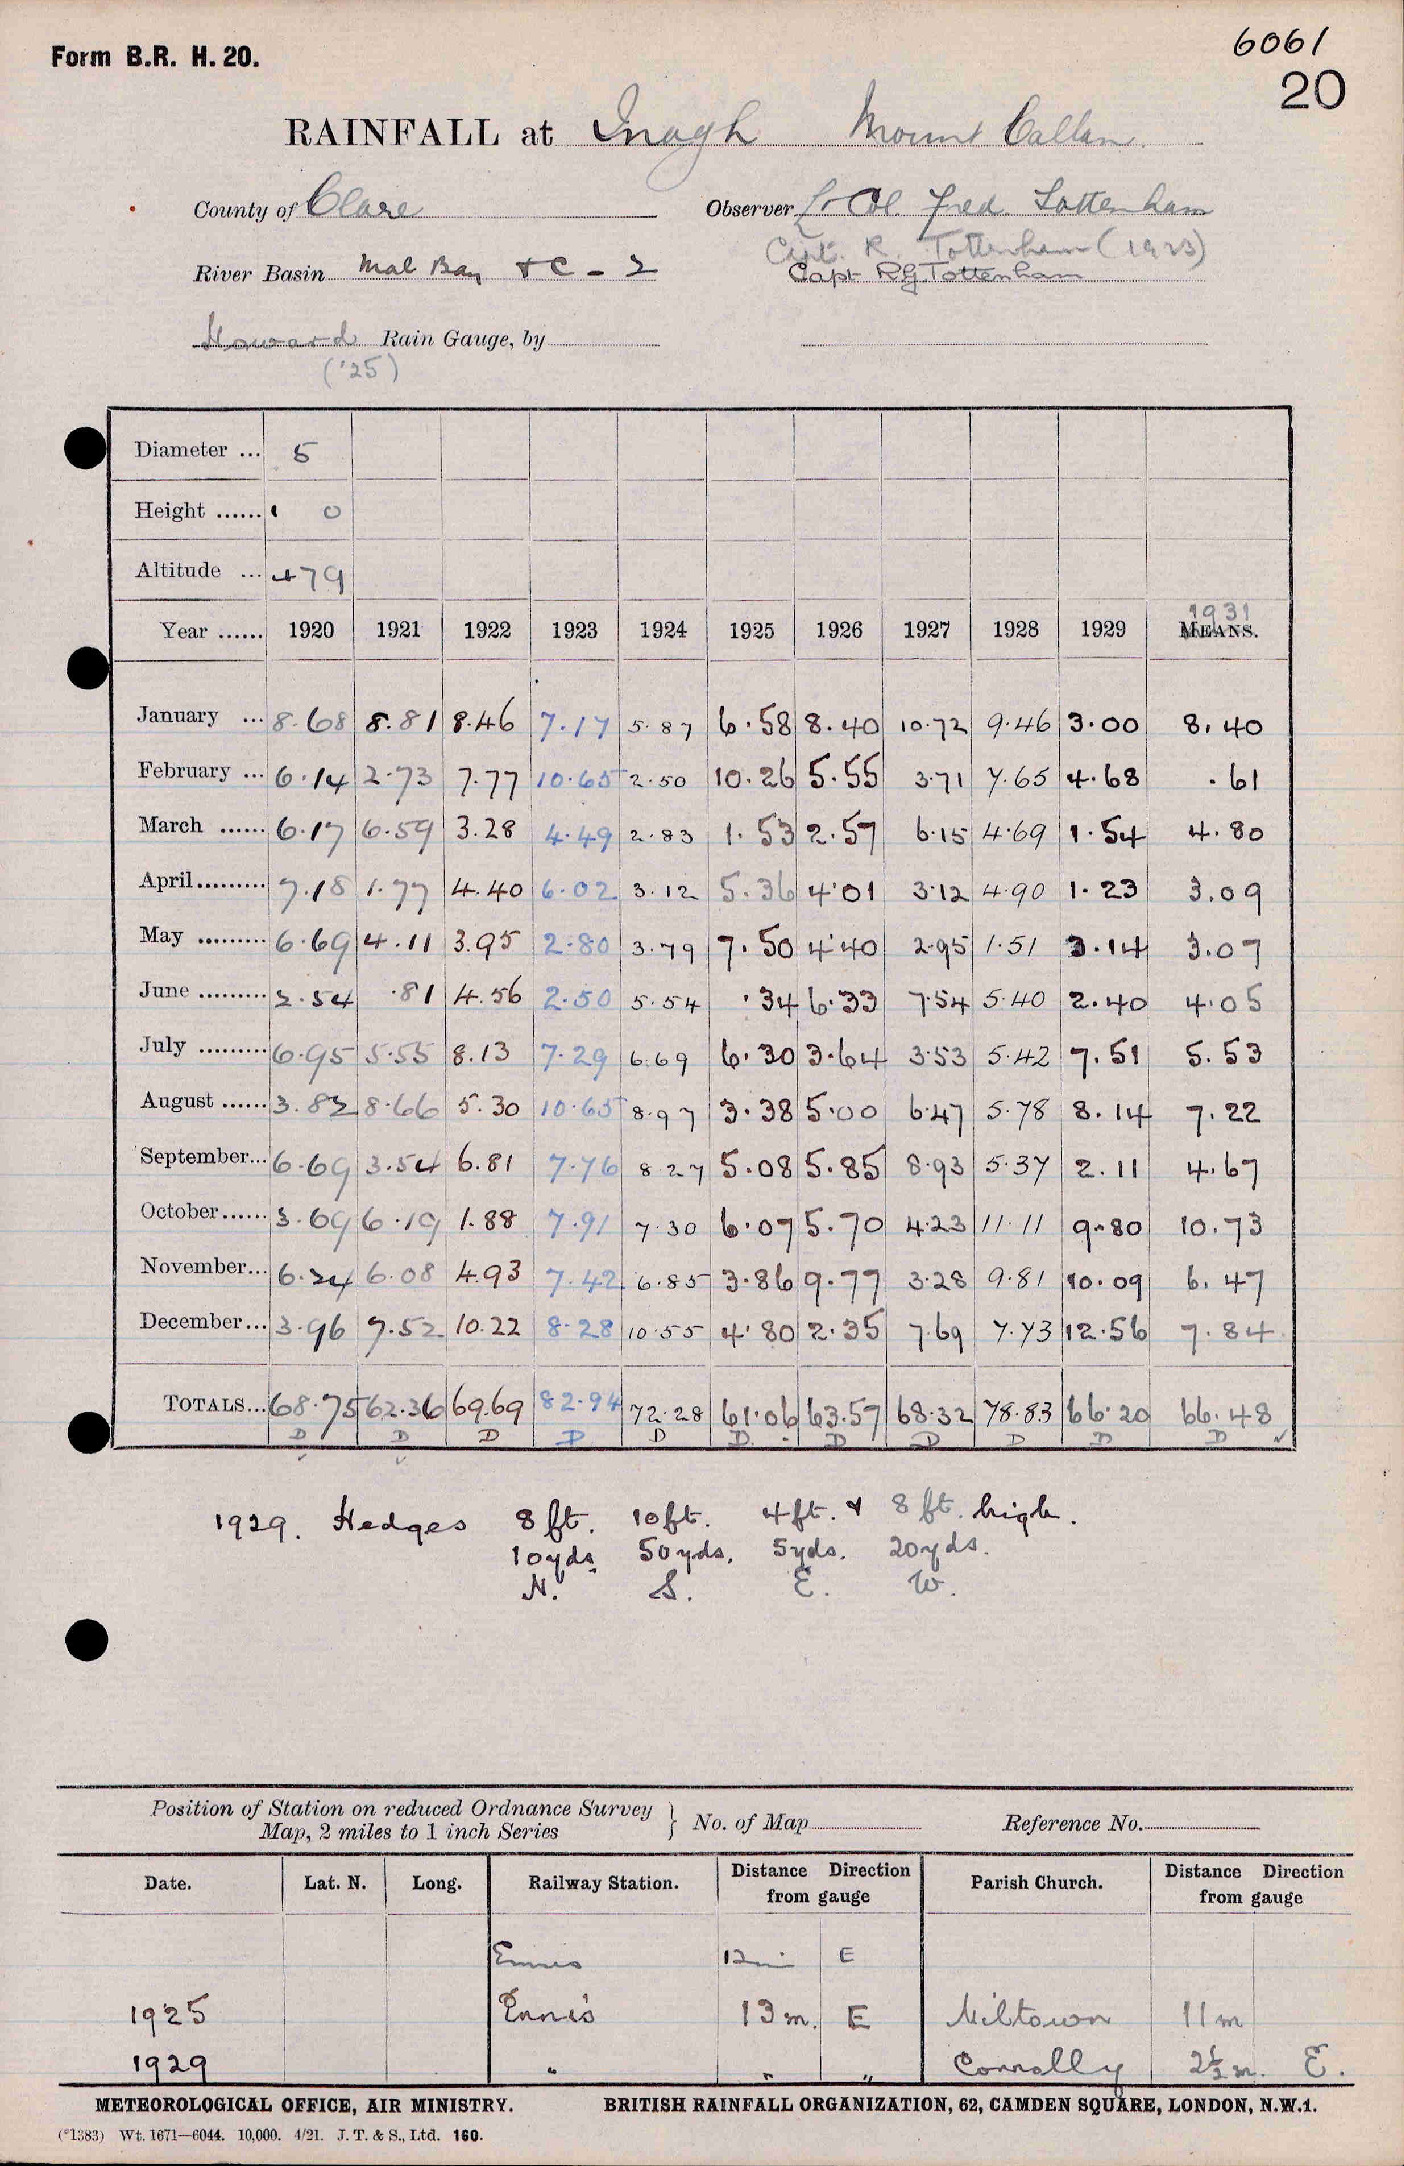 Form B.R. H. 20.
6061
20
RAINFALL at Inagh Mount Callan.
County of Clare
Observer Lt Col. Fred. Tottenham
Capt. R. Tottenham (1923)
River Basin Mal Bay + C - 2
Capt RG Tottenham
Howard Rain Gauge, by
('25)
Diameter ... 5
Height ...... 1 0
Altitude ... 479
1931
Year ...... 1920 1921 1922 1923 1924 1925 1926 1927 1928 1929 MEANS.
January ... 8.68 8.81 8.46 7.17 5.87 6.58 8.40 10.72 9.46 3.00 8.40
February ... 6.14 2.73 7.77 10.65 2.50 10.26 5.55 3.71 7.65 4.68 .61
March ...... 6.17 6.59 3.28 4.49 2.83 1.53 2.57 6.15 4.69 1.54 4.80
April......... 7.18 1.77 4.40 6.02 3.12 5.36 4.01 3.12 4.90 1.23 3.09
May ......... 6.69 4.11 3.95 2.80 3.79 7.50 4.40 2.95 1.51 3.14 3.07
June ......... 2.54 .81 4.56 2.50 5.54 .34 6.33 7.54 5.40 2.40 4.05
July ......... 6.95 5.55 8.13 7.29 6.69 6.30 3.64 3.53 5.42 7.51 5.53
August ...... 3.82 8.66 5.30 10.65 8.97 3.38 5.00 6.47 5.78 8.14 7.22
September... 6.69 3.54 6.81 7.76 8.27 5.08 5.85 8.93 5.37 2.11 4.67
October...... 3.69 6.19 1.88 7.91 7.30 6.07 5.70 4.23 11.11 9.80 10.73
November... 6.24 6.08 4.93 7.42 6.85 3.86 9.77 3.28 9.81 10.09 6.47
December... 3.96 7.52 10.22 8.28 10.55 4.80 2.35 7.69 7.73 12.56 7.84
TOTALS... 68.75 62.36 69.69 82.94 72.28 61.06 63.57 68.32 78.83 66.20 66.48
D D D D D D. D D D D D
1929. Hedges 8 ft. 10 ft. 4 ft. & 8 ft. high.
10 yds. 50 yds. 5 yds. 20 yds.
N. S. E. W.
Position of Station on reduced Ordnance Survey
Map, 2 miles to 1 inch Series } No. of Map Reference No.
Date. Lat. N. Long. Railway Station. Distance Direction from gauge Parish Church. Distance Direction from gauge
Ennis 12 mi E
1925 Ennis 13 m. E Miltown 11 m
1929 " " " Connolly 2½ m. E.
METEOROLOGICAL OFFICE, AIR MINISTRY. BRITISH RAINFALL ORGANIZATION, 62, CAMDEN SQUARE, LONDON, N.W.1.
(*1383) Wt. 1671—6044. 10,000. 4/21. J. T. & S., Ltd. 160.